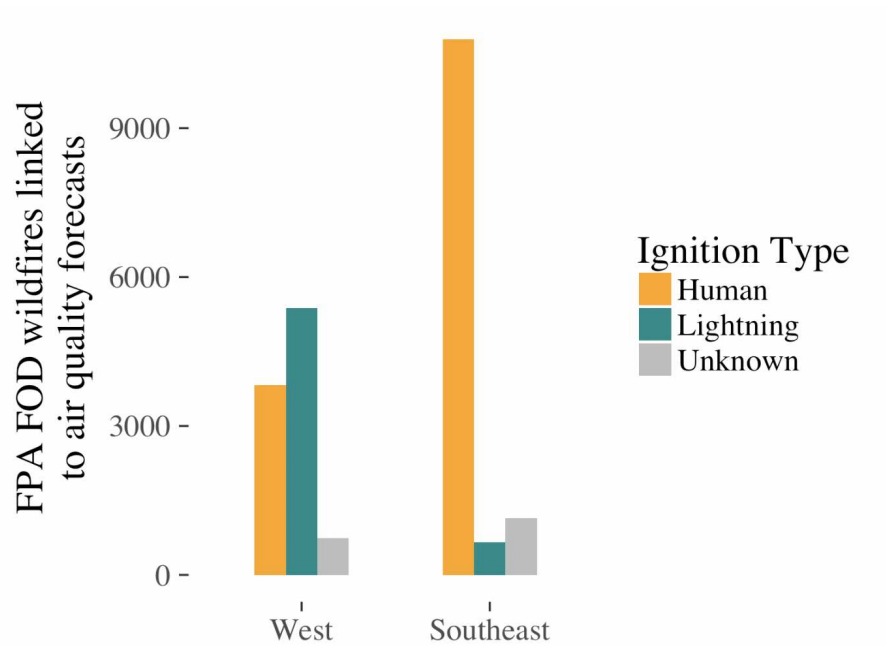 FPA FOD wildfires linked
to air quality forecasts
9000
6000
3000
0
West
Southeast
Ignition Type
Human
Lightning
Unknown